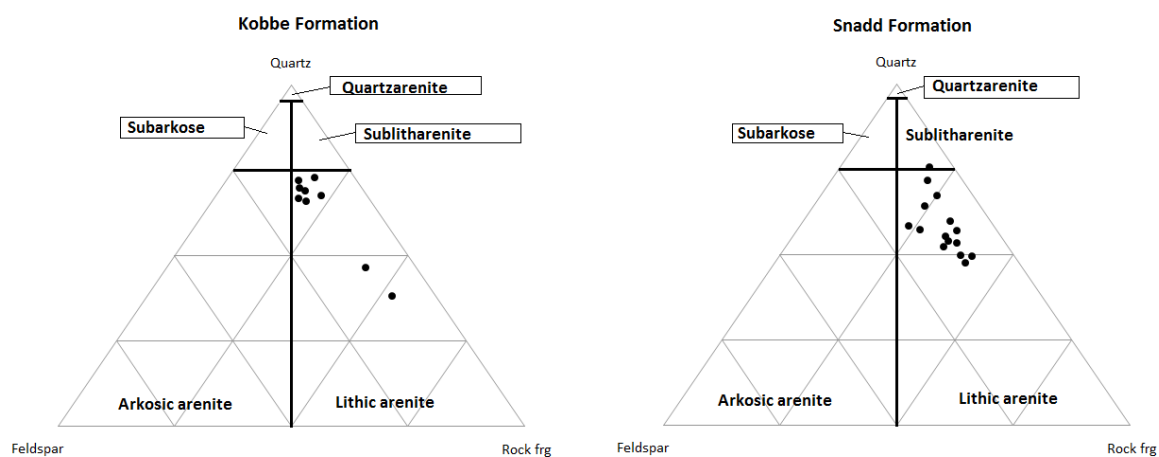 Kobbe Formation
Quartz
Quartzarenite
Subarkose
Sublitharenite
Arkosic arenite
Lithic arenite
Feldspar
Rock frg
Snadd Formation
Quartz
Quartzarenite
Subarkose
Sublitharenite
Arkosic arenite
Lithic arenite
Feldspar
Rock frg